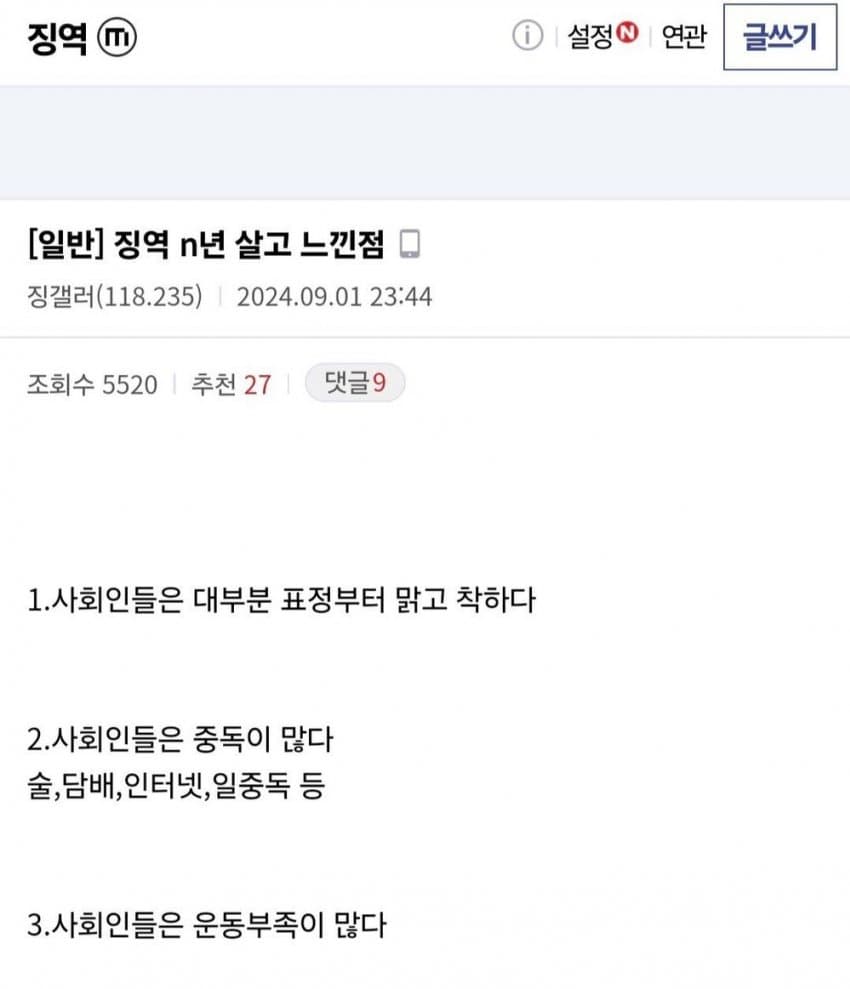 징역 ⓜ
ⓘ 설정 N 연관 글쓰기
[일반] 징역 n년 살고 느낀점
징갤러(118.235) 2024.09.01 23:44
조회수 5520 추천 27 댓글9
1.사회인들은 대부분 표정부터 맑고 착하다
2.사회인들은 중독이 많다
술,담배,인터넷,일중독 등
3.사회인들은 운동부족이 많다